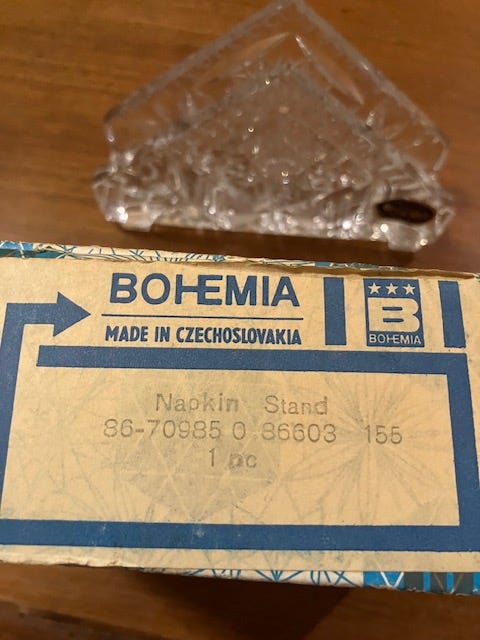 BOHEMIA
MADE IN CZECHOSLOVAKIA
★★★
B
BOHEMIA
Napkin Stand
86-70985 0 86603 155
1 pc